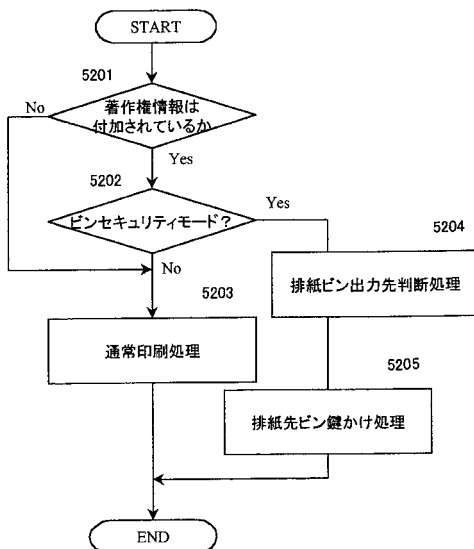 START
5201
No
著作権情報は
付加されているか
Yes
5202
ビンセキュリティモード？
Yes
5204
No
排紙ビン出力先判断処理
5203
通常印刷処理
5205
排紙先ビン鍵かけ処理
END